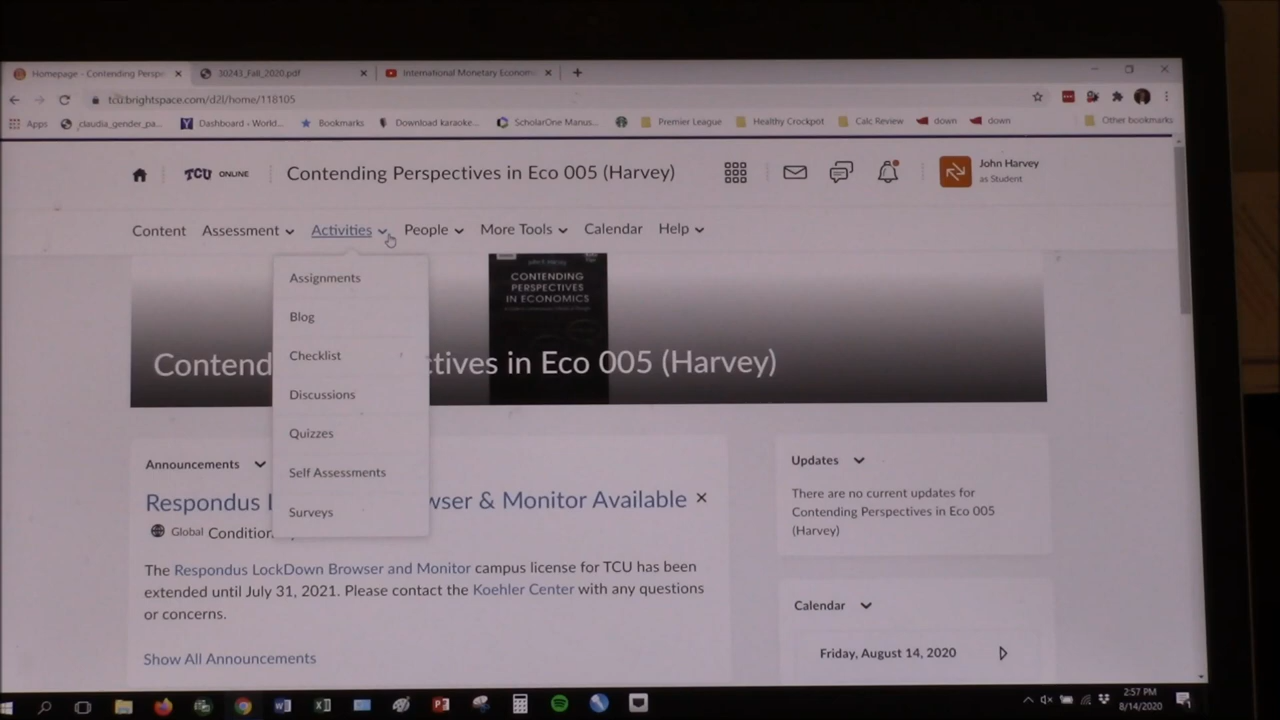 Homepage - Contending Perspe
30243_Fall_2020.pdf
International Monetary Econom
tcu.brightspace.com/d2l/home/118105
Apps
claudia_gender_pa...
Dashboard - World...
Bookmarks
Download karaoke...
ScholarOne Manus...
Premier League
Healthy Crockpot
Calc Review
down
down
Other bookmarks
TCU ONLINE
Contending Perspectives in Eco 005 (Harvey)
John Harvey
as Student
Content
Assessment
Activities
People
More Tools
Calendar
Help
Assignments
Blog
Checklist
Discussions
Quizzes
Self Assessments
Surveys
CONTENDING
PERSPECTIVES
IN ECONOMICS
Contend tives in Eco 005 (Harvey)
Announcements
Respondus L wser & Monitor Available
Global Condition
The Respondus LockDown Browser and Monitor campus license for TCU has been
extended until July 31, 2021. Please contact the Koehler Center with any questions
or concerns.
Show All Announcements
Updates
There are no current updates for
Contending Perspectives in Eco 005
(Harvey)
Calendar
Friday, August 14, 2020
2:57 PM
8/14/2020